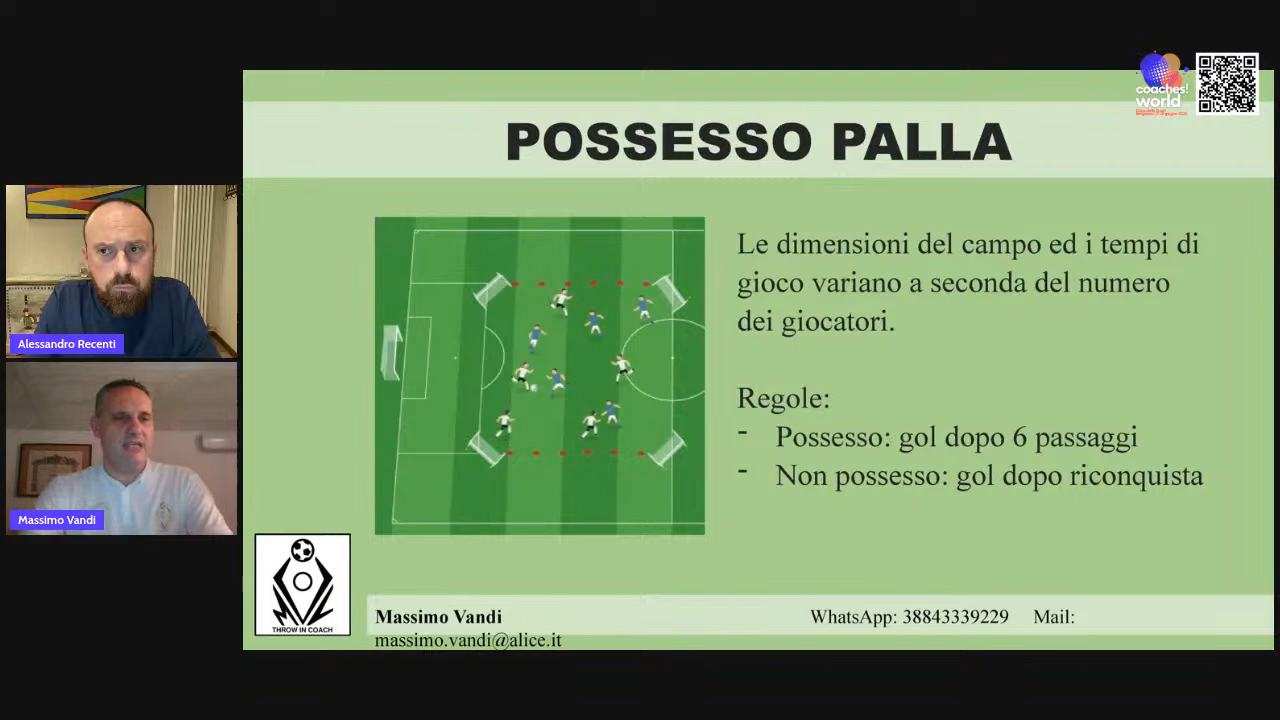 coaches!
world
POSSESSO PALLA
Le dimensioni del campo ed i tempi di
gioco variano a seconda del numero
dei giocatori.
Regole:
- Possesso: gol dopo 6 passaggi
- Non possesso: gol dopo riconquista
Alessandro Recenti
Massimo Vandi
THROW IN COACH
Massimo Vandi WhatsApp: 38843339229 Mail:
massimo.vandi@alice.it